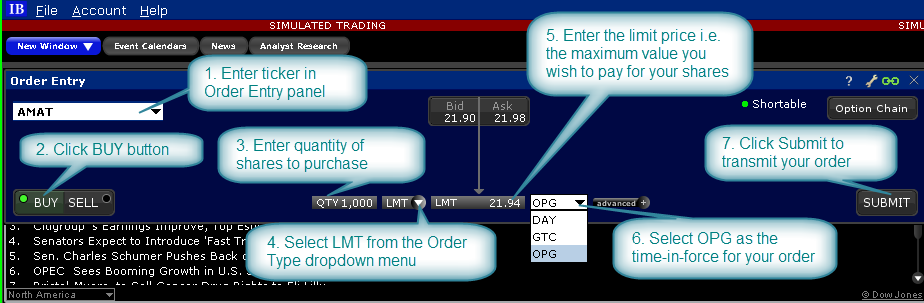 IB File Account Help
SIMULATED TRADING
SIMU
New Window ▼ Event Calendars News Analyst Research
5. Enter the limit price i.e.
the maximum value you
wish to pay for your shares
Order Entry
?
1. Enter ticker in
Order Entry panel
AMAT
Bid Ask
21.90 21.98
Shortable
Option Chain
2. Click BUY button
3. Enter quantity of
shares to purchase
7. Click Submit to
transmit your order
BUY SELL
QTY 1,000
LMT
LMT 21.94
OPG
advanced +
SUBMIT
DAY
GTC
OPG
4. Select LMT from the Order
Type dropdown menu
6. Select OPG as the
time-in-force for your order
3. Citigroup's Earnings Improve, Top Es
4. Senators Expect to Introduce 'Fast Tr
5. Sen. Charles Schumer Pushes Back o
6. OPEC Sees Booming Growth in U.S.
7. Bristol-Myers to Sell Cancer Drug Rights to Eli Lilly
North America
© DowJones